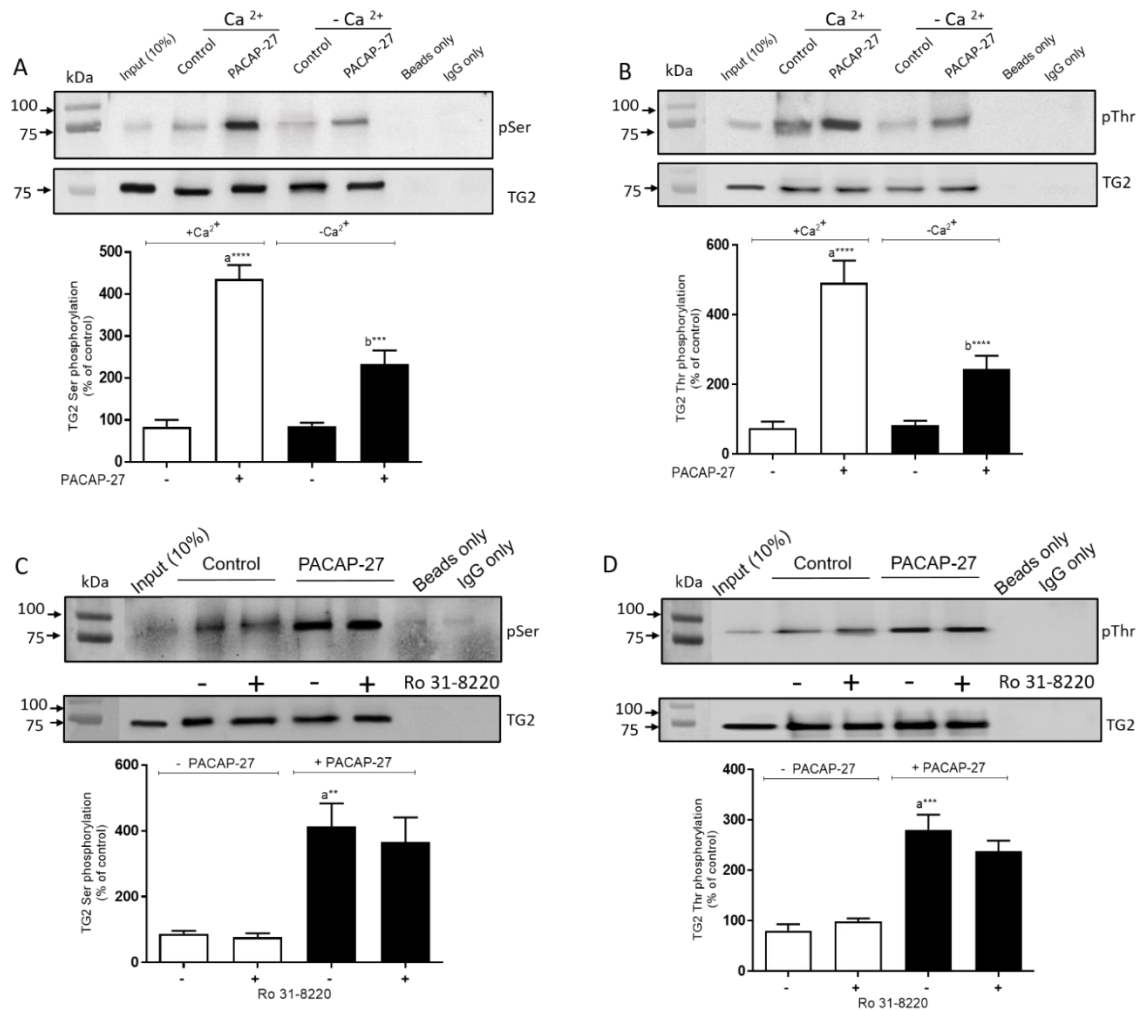 A
kDa
Input (10%)
Ca 2+
Control
PACAP-27
- Ca 2+
Control
PACAP-27
Beads only
IgG only
100
75
pSer
75
TG2
+Ca2+
-Ca2+
TG2 Ser phosphorylation
(% of control)
500
400
300
200
100
0
a****
b***
PACAP-27
- + - +
B
kDa
Input (10%)
Ca 2+
Control
PACAP-27
- Ca 2+
Control
PACAP-27
Beads only
IgG only
100
75
pThr
75
TG2
+Ca2+
-Ca2+
TG2 Thr phosphorylation
(% of control)
600
400
200
0
a****
b****
PACAP-27
- + - +
C
kDa
Input (10%)
Control
PACAP-27
Beads only
IgG only
100
75
pSer
- + - + Ro 31-8220
100
75
TG2
- PACAP-27
+ PACAP-27
TG2 Ser phosphorylation
(% of control)
600
400
200
0
a**
- + - +
Ro 31-8220
D
kDa
Input (10%)
Control
PACAP-27
Beads only
IgG only
100
75
pThr
- + - + Ro 31-8220
100
75
TG2
- PACAP-27
+ PACAP-27
TG2 Thr phosphorylation
(% of control)
400
300
200
100
0
a***
- + - +
Ro 31-8220